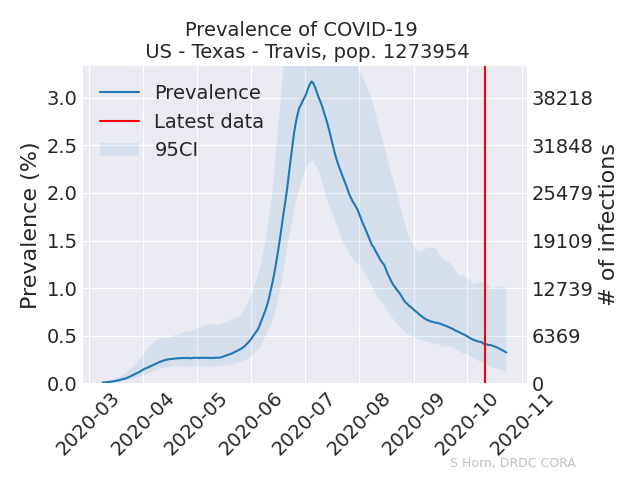 Prevalence of COVID-19
US - Texas - Travis, pop. 1273954
Prevalence
Latest data
95CI
Prevalence (%)
3.0
2.5
2.0
1.5
1.0
0.5
0.0
38218
31848
25479
19109
12739
6369
0
# of infections
2020-03
2020-04
2020-05
2020-06
2020-07
2020-08
2020-09
2020-10
2020-11
S Horn, DRDC CORA